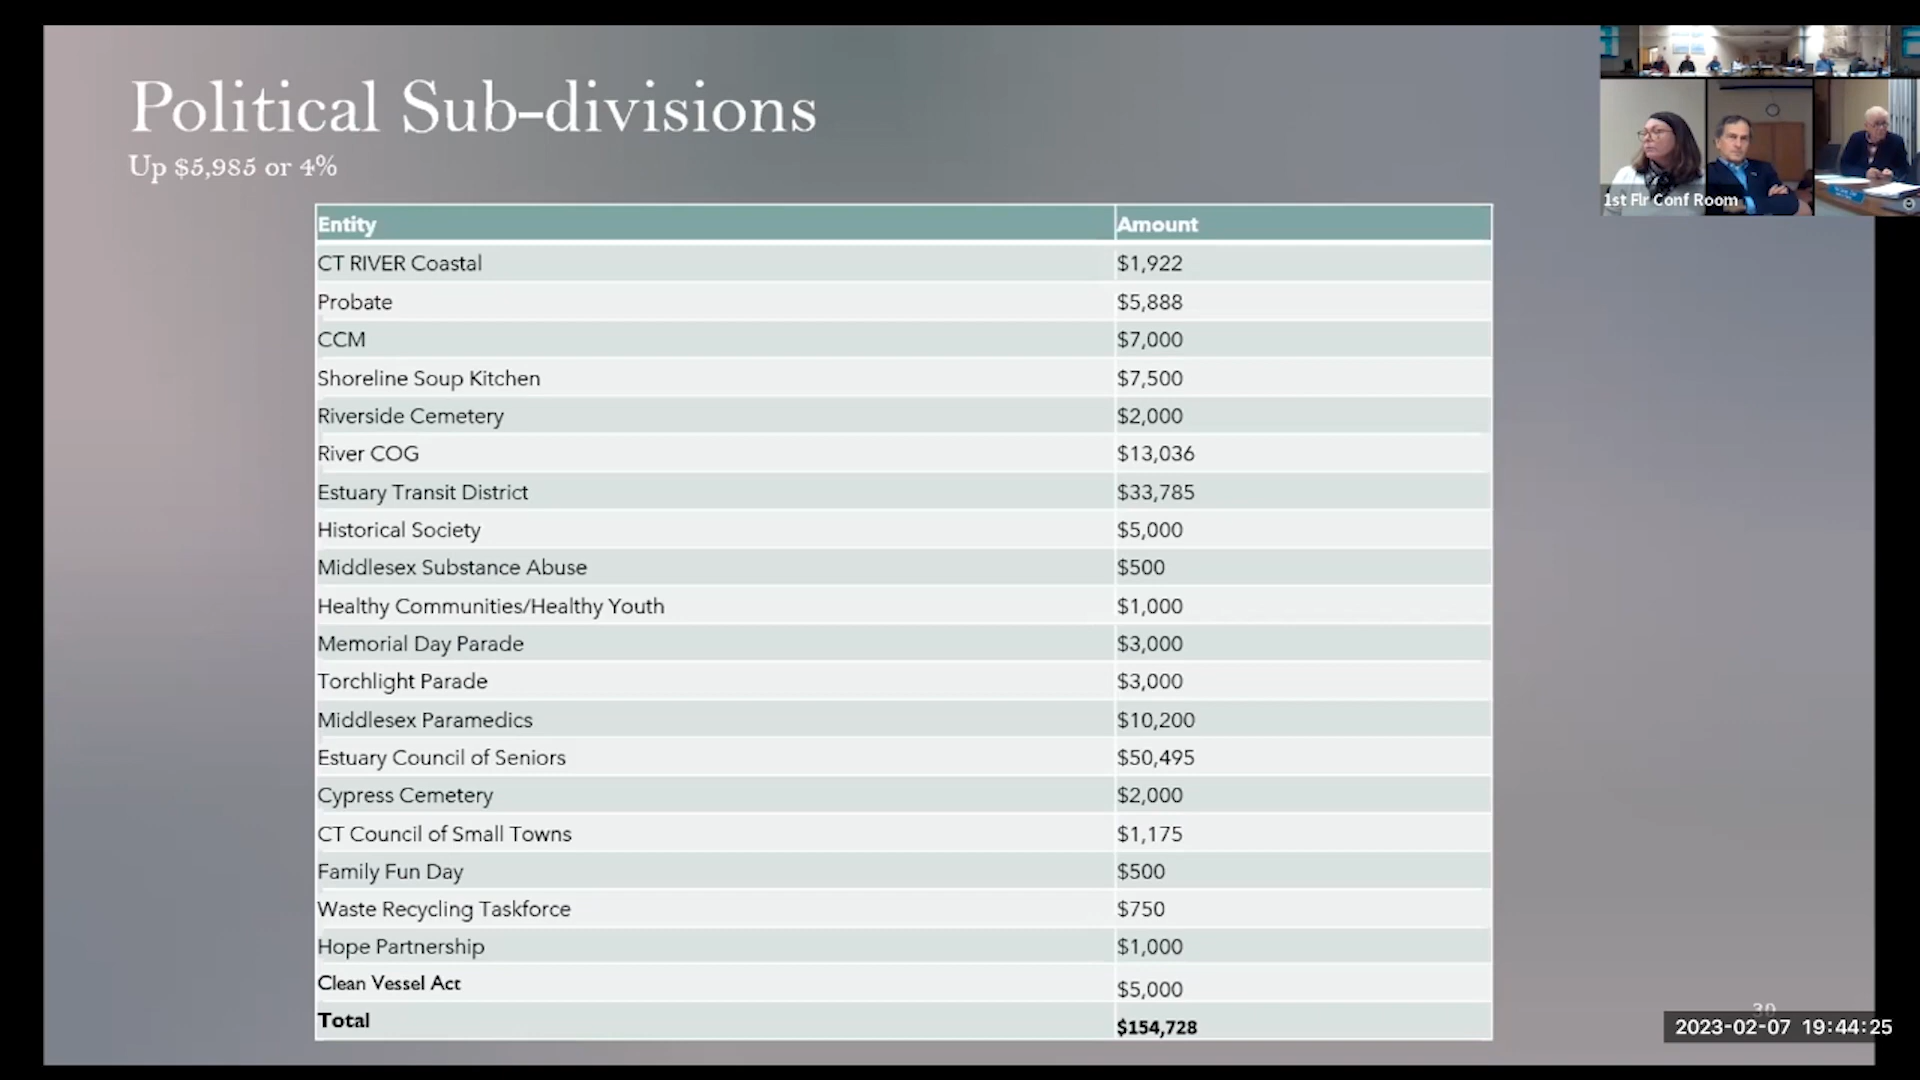 Political Sub-divisions
Up $5,985 or 4%
Entity Amount
CT RIVER Coastal $1,922
Probate $5,888
CCM $7,000
Shoreline Soup Kitchen $7,500
Riverside Cemetery $2,000
River COG $13,036
Estuary Transit District $33,785
Historical Society $5,000
Middlesex Substance Abuse $500
Healthy Communities/Healthy Youth $1,000
Memorial Day Parade $3,000
Torchlight Parade $3,000
Middlesex Paramedics $10,200
Estuary Council of Seniors $50,495
Cypress Cemetery $2,000
CT Council of Small Towns $1,175
Family Fun Day $500
Waste Recycling Taskforce $750
Hope Partnership $1,000
Clean Vessel Act $5,000
Total $154,728
1st Flr Conf Room
30
2023-02-07 19:44:25